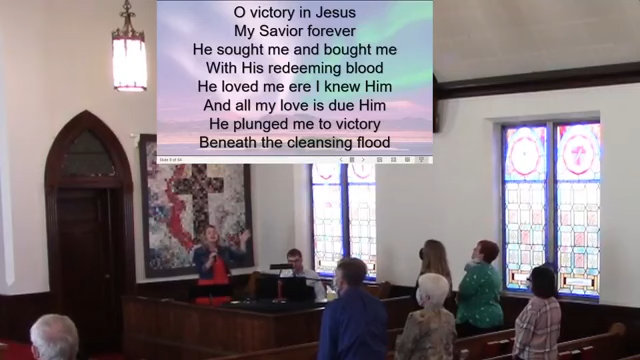 O victory in Jesus
My Savior forever
He sought me and bought me
With His redeeming blood
He loved me ere I knew Him
And all my love is due Him
He plunged me to victory
Beneath the cleansing flood